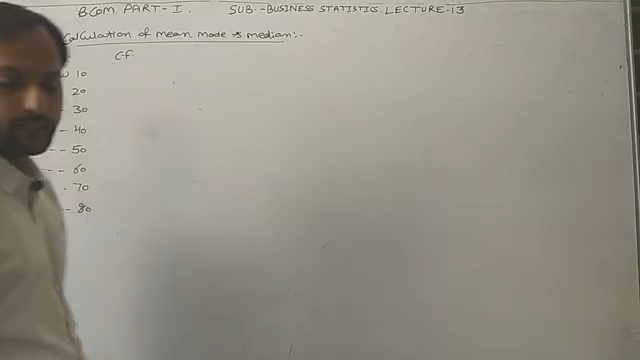 BCOM. PART-I. SUB.-BUSINESS STATISTICS LECTURE-13
Calculation of mean, mode & median:-
C.F.
10
20
- 30
- 40
-- 50
-- 60
- 70
-- 80